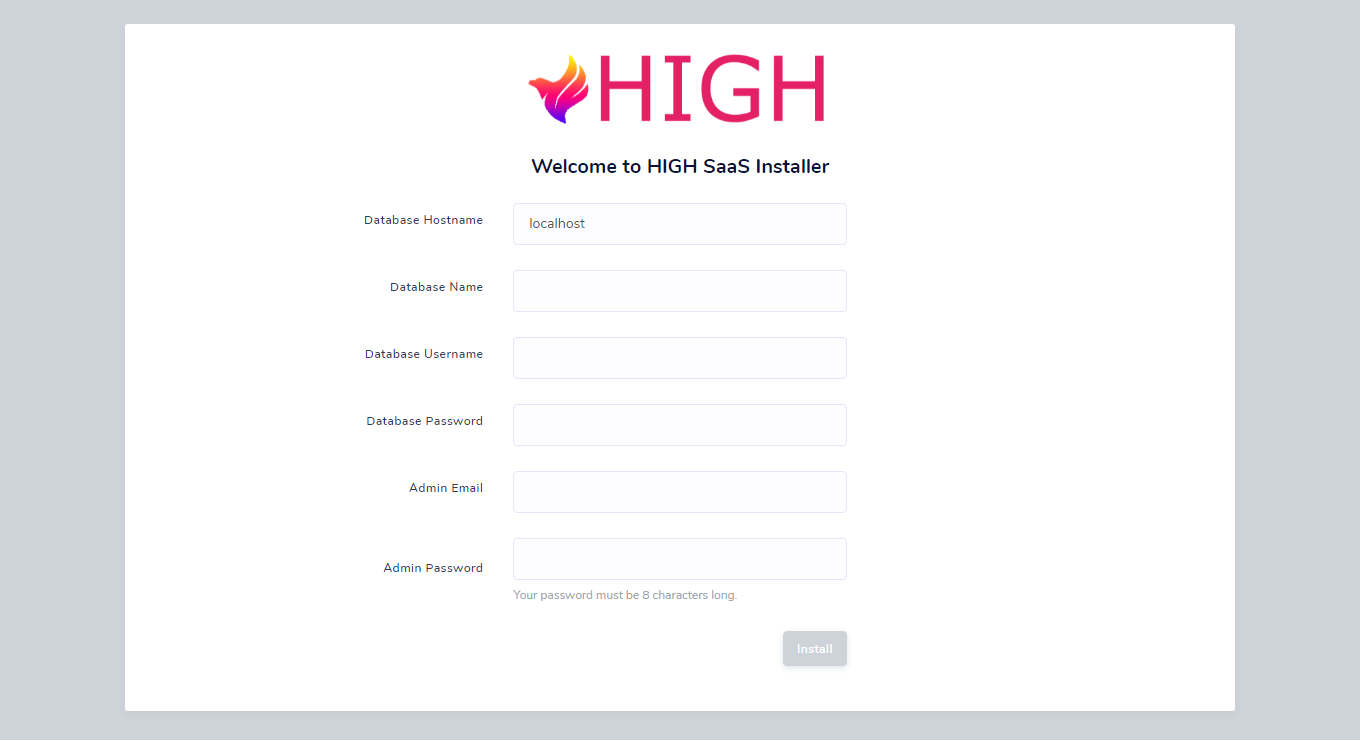 HIGH
Welcome to HIGH SaaS Installer
Database Hostname
localhost
Database Name
Database Username
Database Password
Admin Email
Admin Password
Your password must be 8 characters long.
Install